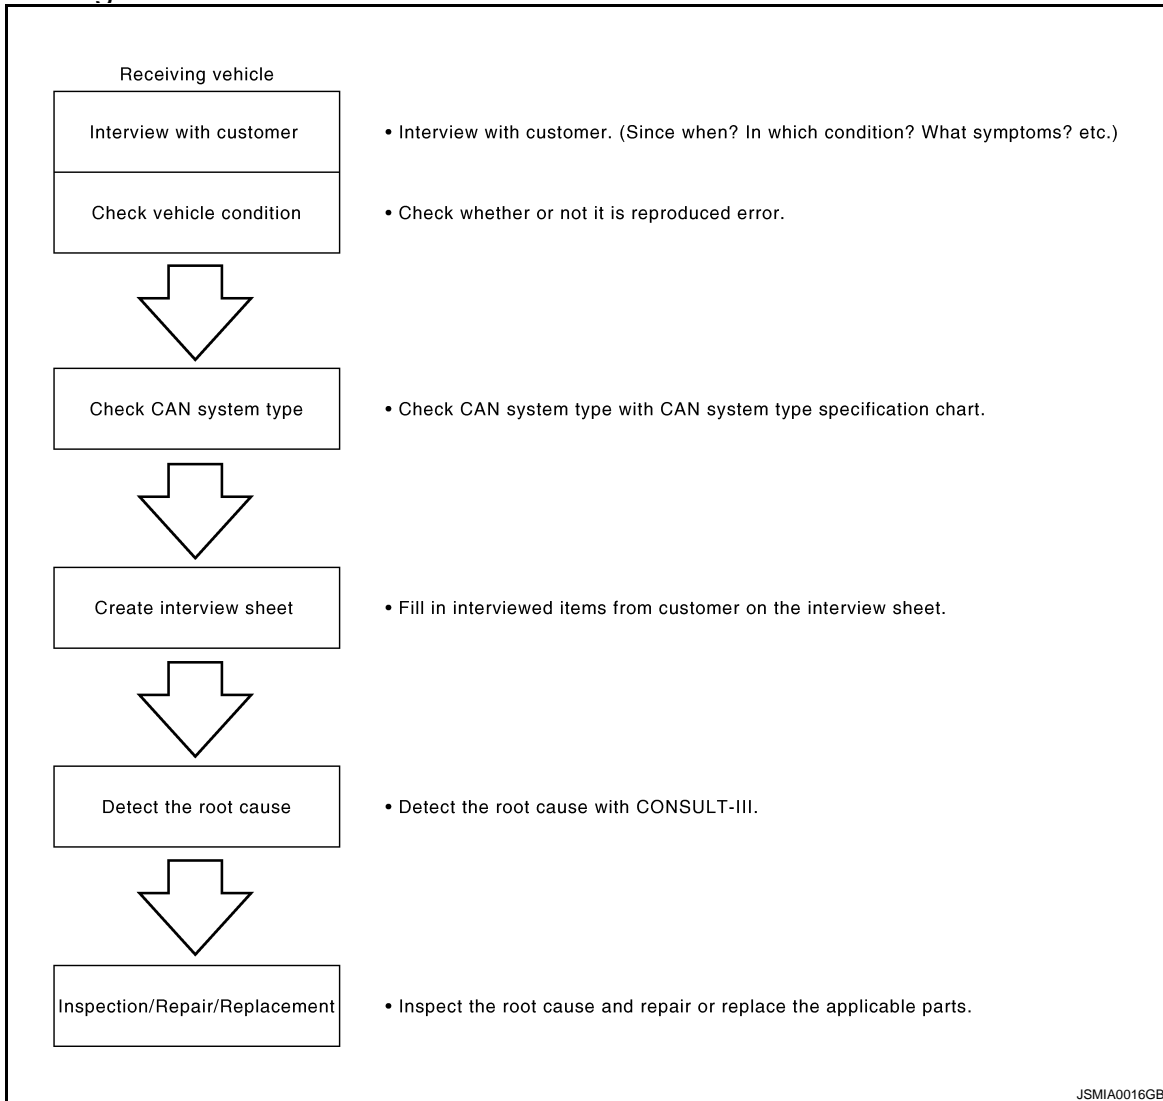 Receiving vehicle
Interview with customer
• Interview with customer. (Since when? In which condition? What symptoms? etc.)
Check vehicle condition
• Check whether or not it is reproduced error.
Check CAN system type
• Check CAN system type with CAN system type specification chart.
Create interview sheet
• Fill in interviewed items from customer on the interview sheet.
Detect the root cause
• Detect the root cause with CONSULT-III.
Inspection/Repair/Replacement
• Inspect the root cause and repair or replace the applicable parts.
JSMIA0016GB